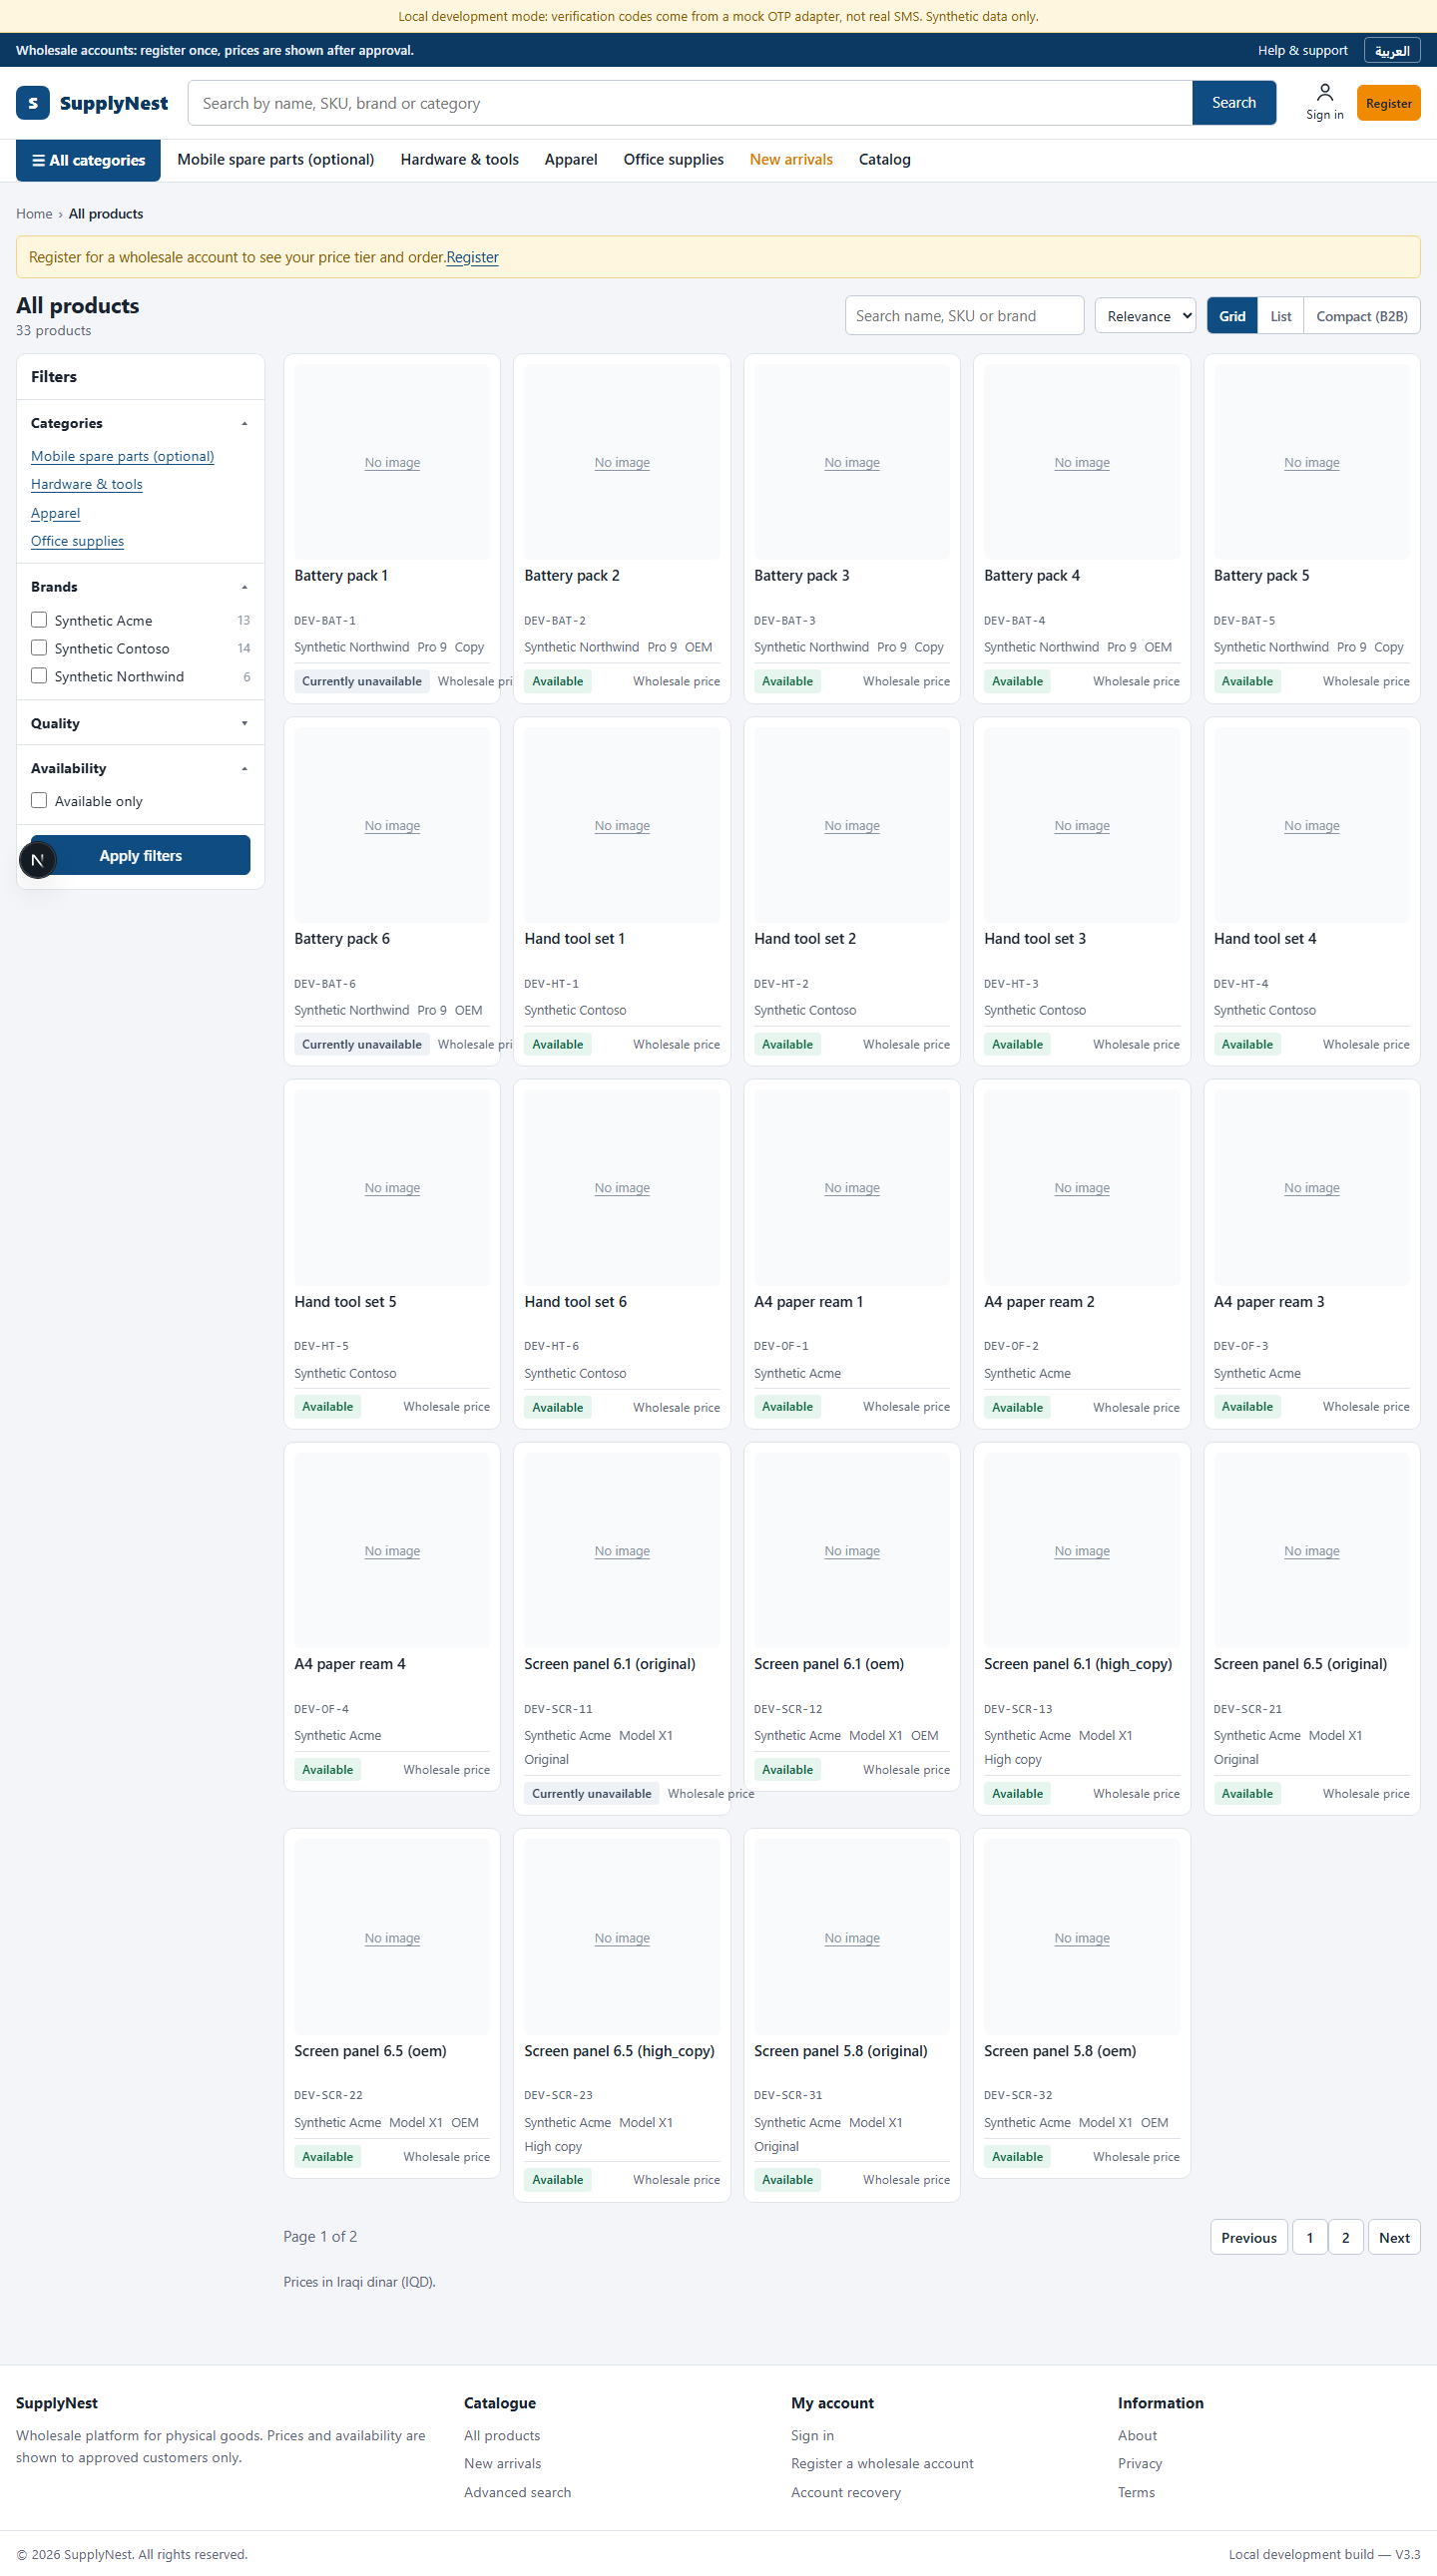 Local development mode: verification codes come from a mock OTP adapter, not real SMS. Synthetic data only.
Wholesale accounts: register once, prices are shown after approval.
Help & support
العربية
S
SupplyNest
Search by name, SKU, brand or category
Search
Sign in
Register
☰ All categories
Mobile spare parts (optional)
Hardware & tools
Apparel
Office supplies
New arrivals
Catalog
Home › All products
Register for a wholesale account to see your price tier and order.Register
All products
33 products
Search name, SKU or brand
Relevance
Grid
List
Compact (B2B)
Filters
Categories
Mobile spare parts (optional)
Hardware & tools
Apparel
Office supplies
Brands
Synthetic Acme 13
Synthetic Contoso 14
Synthetic Northwind 6
Quality
Availability
Available only
Apply filters
N
No image
Battery pack 1
DEV-BAT-1
Synthetic Northwind Pro 9 Copy
Currently unavailable Wholesale pri
No image
Battery pack 2
DEV-BAT-2
Synthetic Northwind Pro 9 OEM
Available Wholesale price
No image
Battery pack 3
DEV-BAT-3
Synthetic Northwind Pro 9 Copy
Available Wholesale price
No image
Battery pack 4
DEV-BAT-4
Synthetic Northwind Pro 9 OEM
Available Wholesale price
No image
Battery pack 5
DEV-BAT-5
Synthetic Northwind Pro 9 Copy
Available Wholesale price
No image
Battery pack 6
DEV-BAT-6
Synthetic Northwind Pro 9 OEM
Currently unavailable Wholesale pri
No image
Hand tool set 1
DEV-HT-1
Synthetic Contoso
Available Wholesale price
No image
Hand tool set 2
DEV-HT-2
Synthetic Contoso
Available Wholesale price
No image
Hand tool set 3
DEV-HT-3
Synthetic Contoso
Available Wholesale price
No image
Hand tool set 4
DEV-HT-4
Synthetic Contoso
Available Wholesale price
No image
Hand tool set 5
DEV-HT-5
Synthetic Contoso
Available Wholesale price
No image
Hand tool set 6
DEV-HT-6
Synthetic Contoso
Available Wholesale price
No image
A4 paper ream 1
DEV-OF-1
Synthetic Acme
Available Wholesale price
No image
A4 paper ream 2
DEV-OF-2
Synthetic Acme
Available Wholesale price
No image
A4 paper ream 3
DEV-OF-3
Synthetic Acme
Available Wholesale price
No image
A4 paper ream 4
DEV-OF-4
Synthetic Acme
Available Wholesale price
No image
Screen panel 6.1 (original)
DEV-SCR-11
Synthetic Acme Model X1
Original
Currently unavailable Wholesale price
No image
Screen panel 6.1 (oem)
DEV-SCR-12
Synthetic Acme Model X1 OEM
Available Wholesale price
No image
Screen panel 6.1 (high_copy)
DEV-SCR-13
Synthetic Acme Model X1
High copy
Available Wholesale price
No image
Screen panel 6.5 (original)
DEV-SCR-21
Synthetic Acme Model X1
Original
Available Wholesale price
No image
Screen panel 6.5 (oem)
DEV-SCR-22
Synthetic Acme Model X1 OEM
Available Wholesale price
No image
Screen panel 6.5 (high_copy)
DEV-SCR-23
Synthetic Acme Model X1
High copy
Available Wholesale price
No image
Screen panel 5.8 (original)
DEV-SCR-31
Synthetic Acme Model X1
Original
Available Wholesale price
No image
Screen panel 5.8 (oem)
DEV-SCR-32
Synthetic Acme Model X1 OEM
Available Wholesale price
Page 1 of 2
Previous 1 2 Next
Prices in Iraqi dinar (IQD).
SupplyNest
Wholesale platform for physical goods. Prices and availability are
shown to approved customers only.
Catalogue
All products
New arrivals
Advanced search
My account
Sign in
Register a wholesale account
Account recovery
Information
About
Privacy
Terms
© 2026 SupplyNest. All rights reserved.
Local development build — V3.3